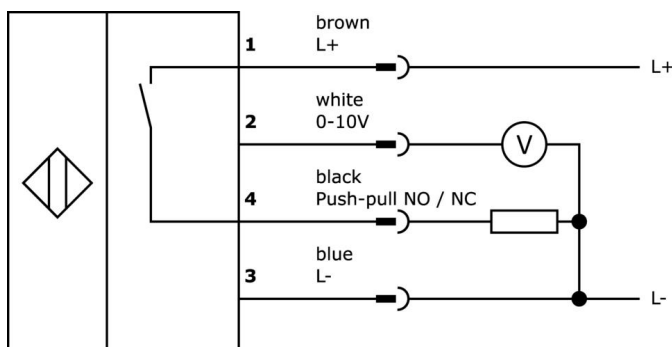 brown
1 L+
L+
white
2 0-10V
V
black
4 Push-pull NO / NC
blue
3 L-
L-